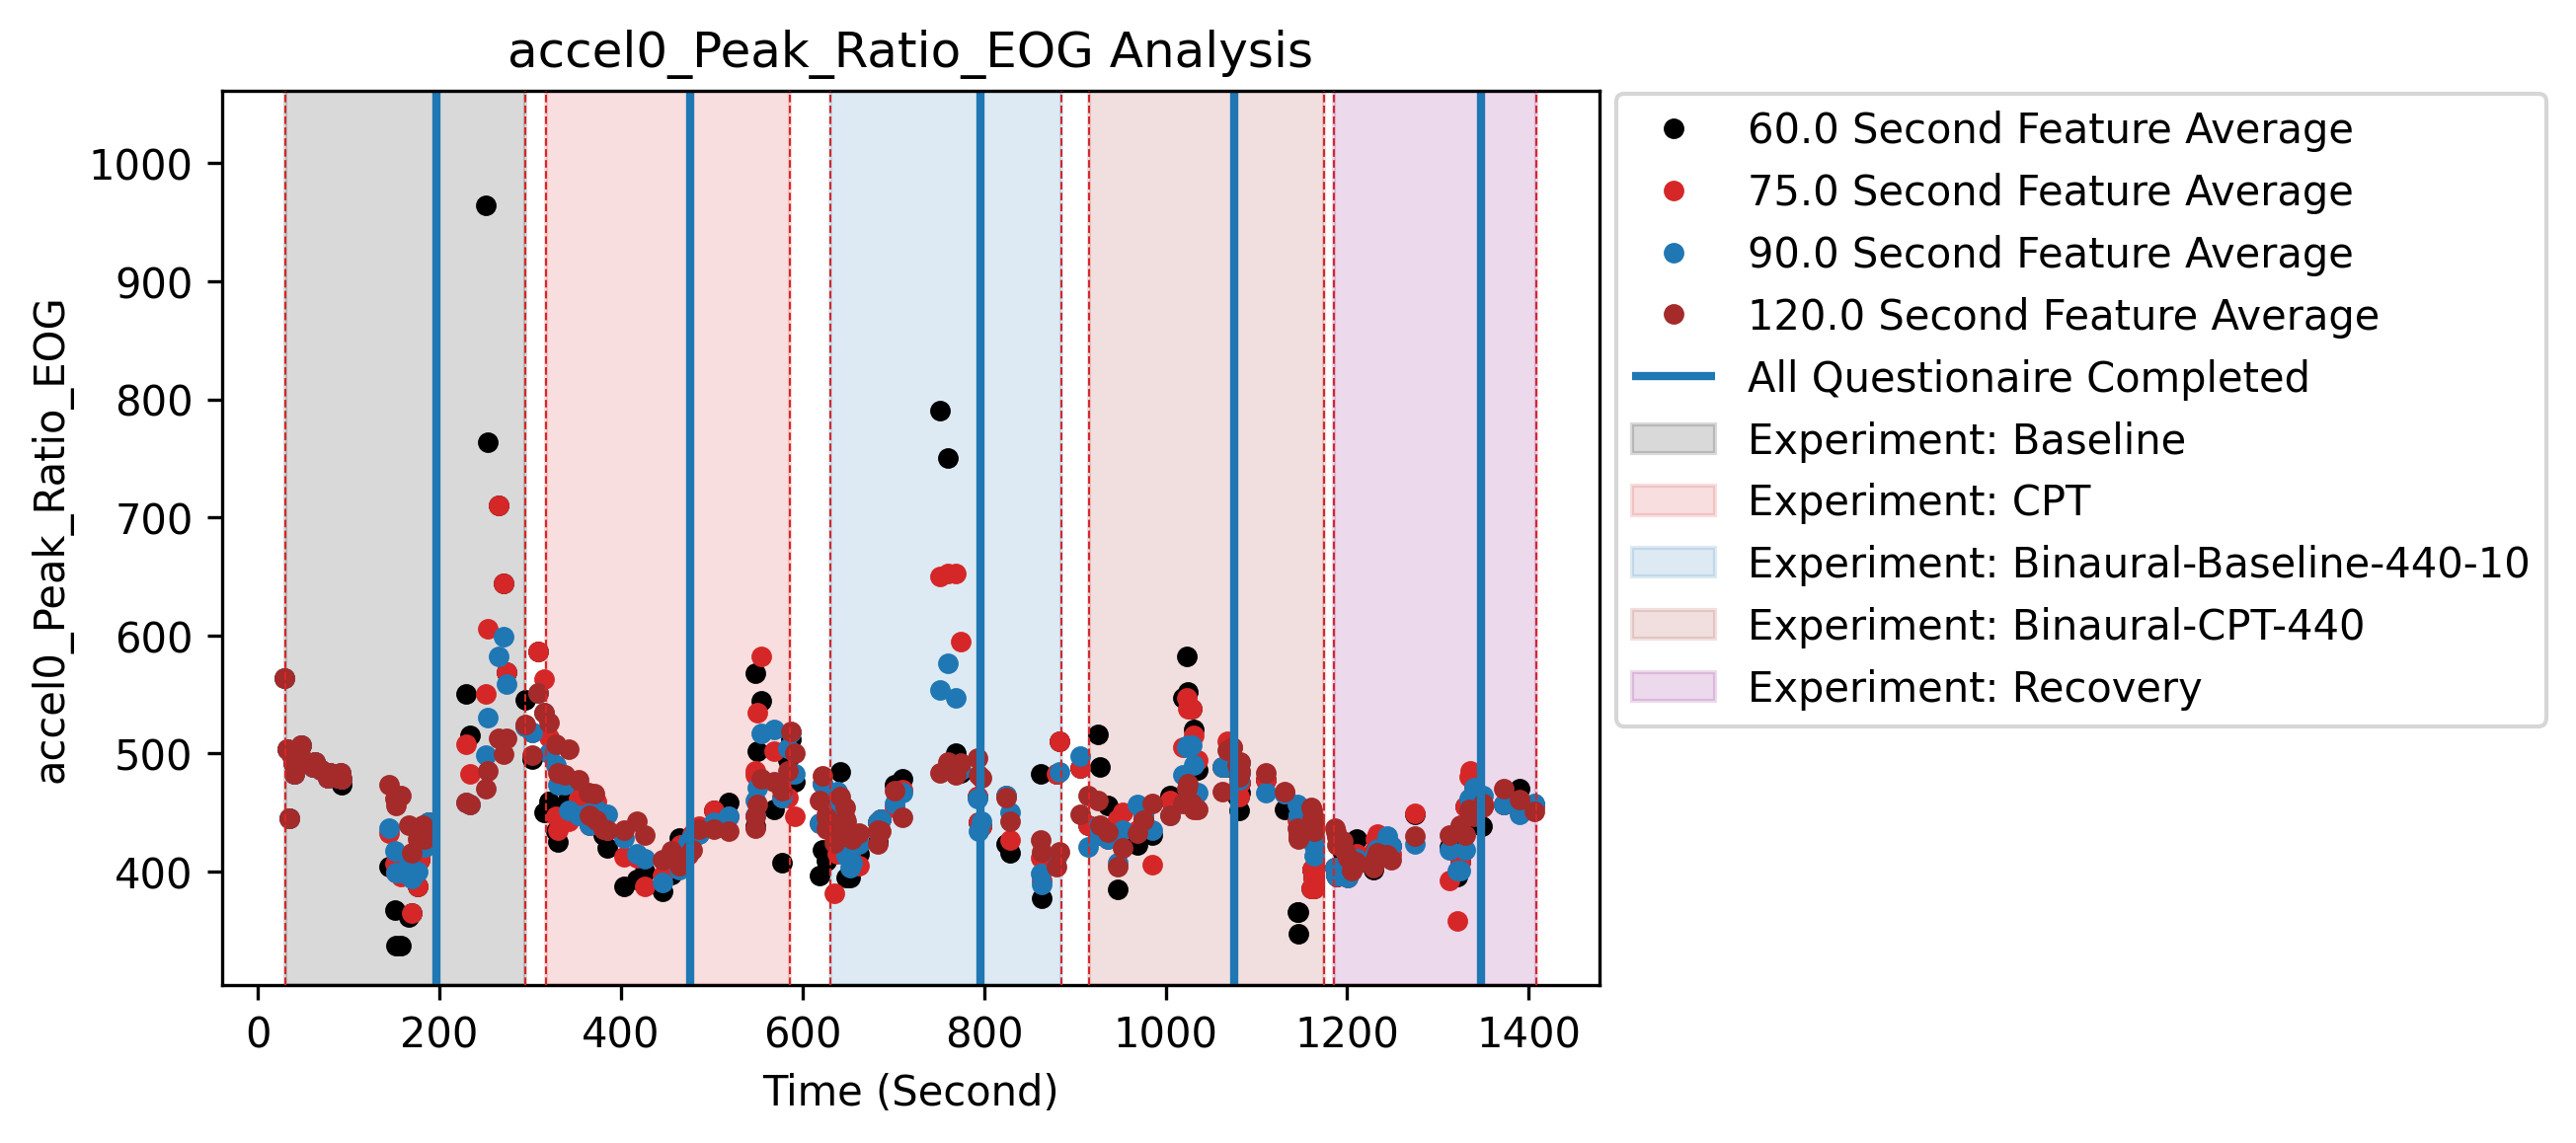 accel0_Peak_Ratio_EOG Analysis
accel0_Peak_Ratio_EOG
1000
900
800
700
600
500
400
0 200 400 600 800 1000 1200 1400
Time (Second)
60.0 Second Feature Average
75.0 Second Feature Average
90.0 Second Feature Average
120.0 Second Feature Average
All Questionaire Completed
Experiment: Baseline
Experiment: CPT
Experiment: Binaural-Baseline-440-10
Experiment: Binaural-CPT-440
Experiment: Recovery